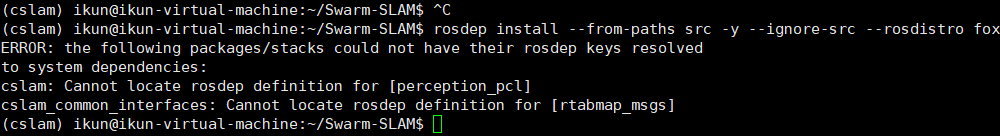 (cslam) ikun@ikun-virtual-machine:~/Swarm-SLAM$ ^C
(cslam) ikun@ikun-virtual-machine:~/Swarm-SLAM$ rosdep install --from-paths src -y --ignore-src --rosdistro fox
ERROR: the following packages/stacks could not have their rosdep keys resolved
to system dependencies:
cslam: Cannot locate rosdep definition for [perception_pcl]
cslam_common_interfaces: Cannot locate rosdep definition for [rtabmap_msgs]
(cslam) ikun@ikun-virtual-machine:~/Swarm-SLAM$